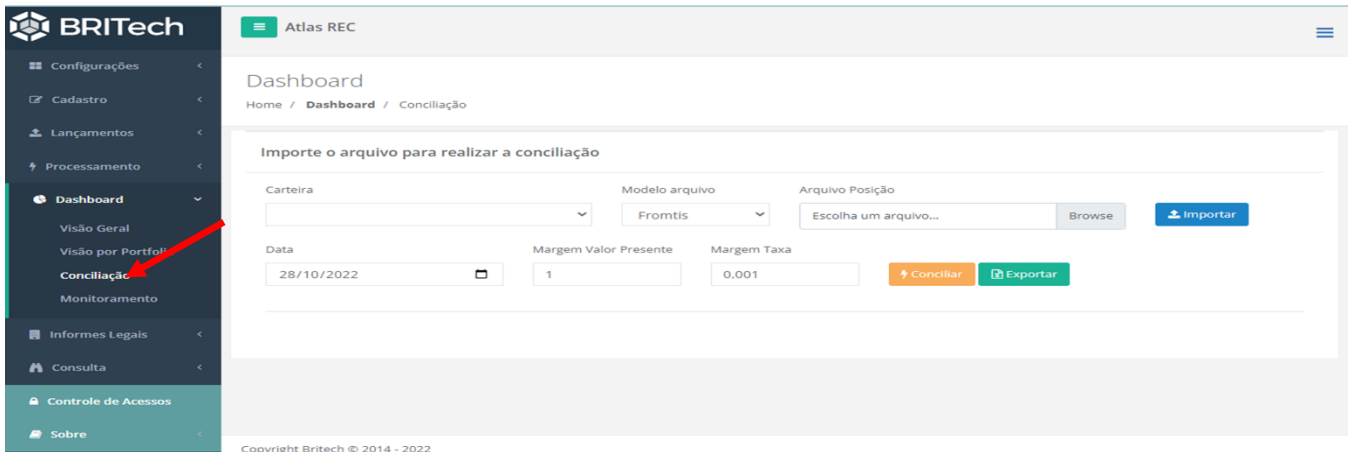 BRITech
Configurações
Cadastro
Lançamentos
Processamento
Dashboard
Visão Geral
Visão por Portfoli
Conciliação
Monitoramento
Informes Legais
Consulta
Controle de Acessos
Sobre
Atlas REC
Dashboard
Home / Dashboard / Conciliação
Importe o arquivo para realizar a conciliação
Carteira Modelo arquivo Arquivo Posição
Fromtis Escolha um arquivo... Browse Importar
Data Margem Valor Presente Margem Taxa
28/10/2022 1 0,001 Conciliar Exportar
Copyright Britech © 2014 - 2022